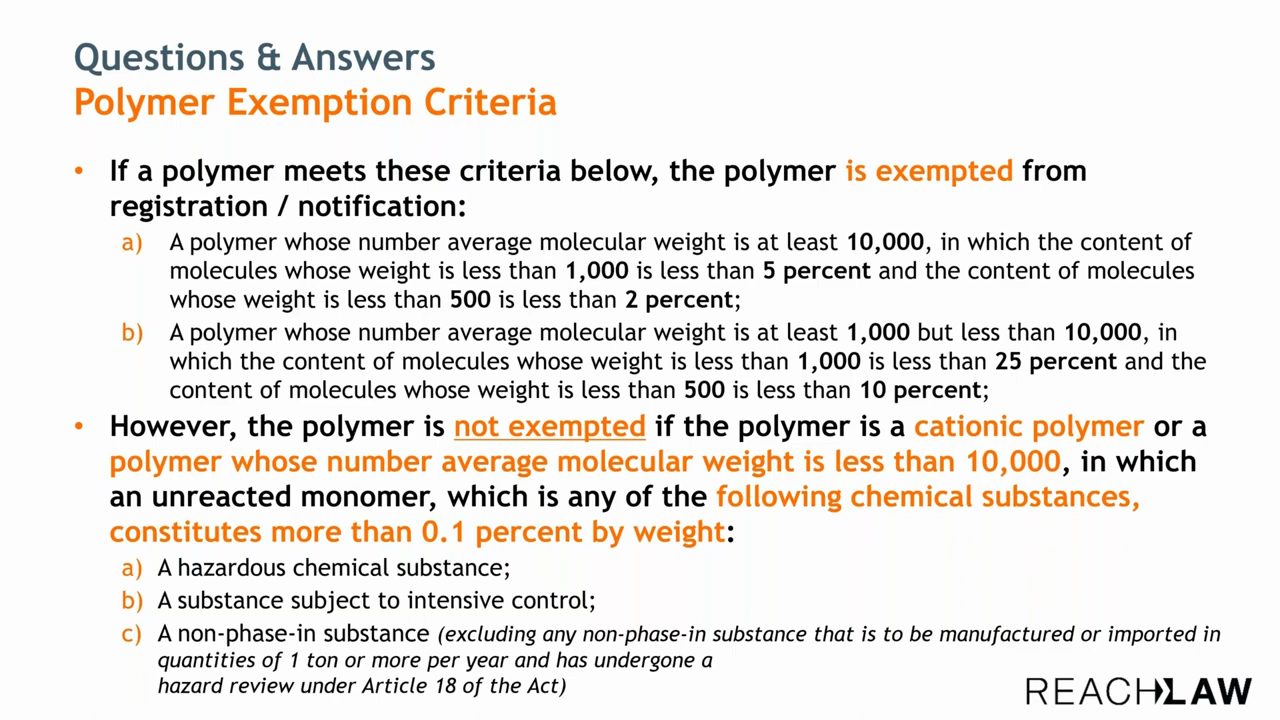 Questions & Answers
Polymer Exemption Criteria
• If a polymer meets these criteria below, the polymer is exempted from
registration / notification:
a) A polymer whose number average molecular weight is at least 10,000, in which the content of
molecules whose weight is less than 1,000 is less than 5 percent and the content of molecules
whose weight is less than 500 is less than 2 percent;
b) A polymer whose number average molecular weight is at least 1,000 but less than 10,000, in
which the content of molecules whose weight is less than 1,000 is less than 25 percent and the
content of molecules whose weight is less than 500 is less than 10 percent;
• However, the polymer is not exempted if the polymer is a cationic polymer or a
polymer whose number average molecular weight is less than 10,000, in which
an unreacted monomer, which is any of the following chemical substances,
constitutes more than 0.1 percent by weight:
a) A hazardous chemical substance;
b) A substance subject to intensive control;
c) A non-phase-in substance (excluding any non-phase-in substance that is to be manufactured or imported in
quantities of 1 ton or more per year and has undergone a
hazard review under Article 18 of the Act)
REACHLAW